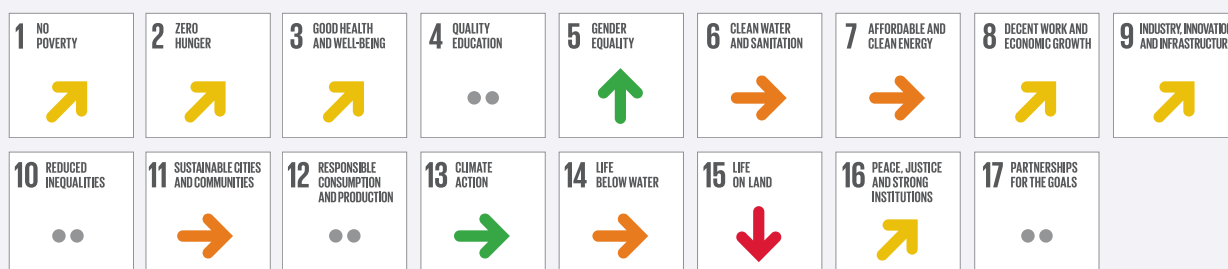 1 NO
POVERTY
2 ZERO
HUNGER
3 GOOD HEALTH
AND WELL-BEING
4 QUALITY
EDUCATION
5 GENDER
EQUALITY
6 CLEAN WATER
AND SANITATION
7 AFFORDABLE AND
CLEAN ENERGY
8 DECENT WORK AND
ECONOMIC GROWTH
9 INDUSTRY, INNOVATIO
AND INFRASTRUCTUR
10 REDUCED
INEQUALITIES
11 SUSTAINABLE CITIES
AND COMMUNITIES
12 RESPONSIBLE
CONSUMPTION
AND PRODUCTION
13 CLIMATE
ACTION
14 LIFE
BELOW WATER
15 LIFE
ON LAND
16 PEACE, JUSTICE
AND STRONG
INSTITUTIONS
17 PARTNERSHIPS
FOR THE GOALS